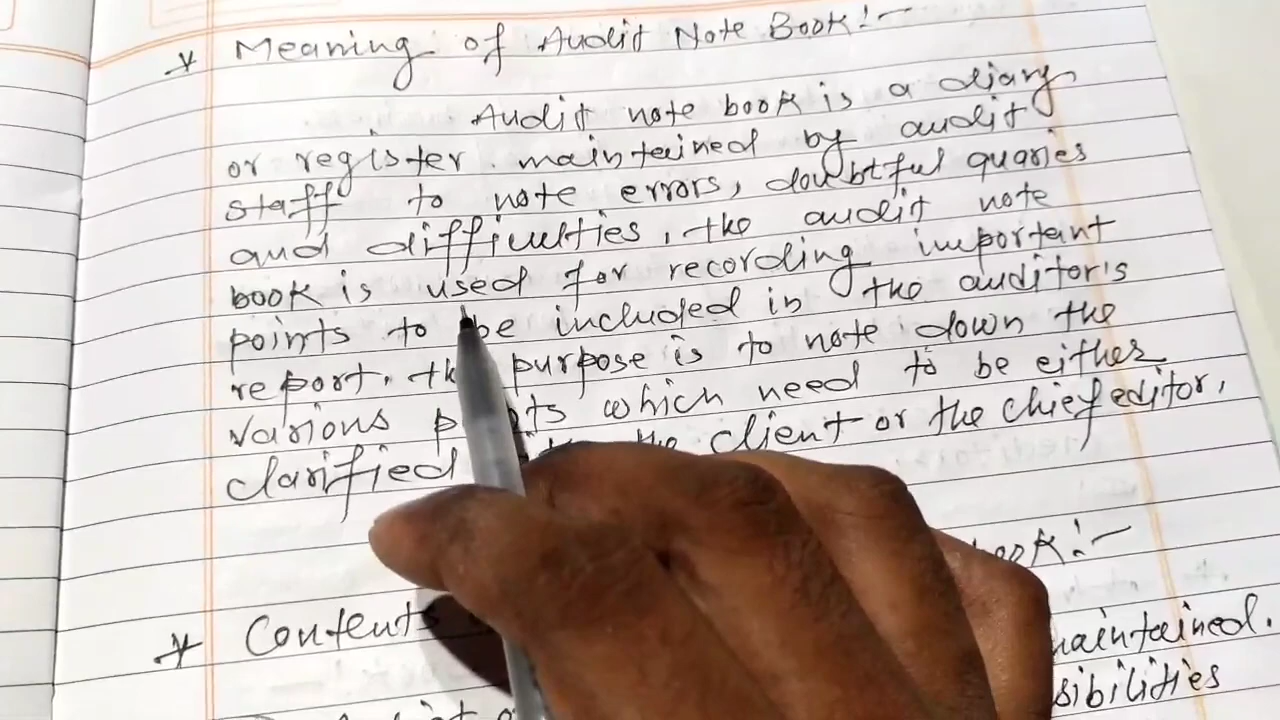 * Meaning of Audit Note Book:-
Audit note book is a diary
or register maintained by audit
staff to note errors, doubtful quaries
and difficulties, the audit note
book is used for recording important
points to be included in the auditor's
report. the purpose is to note down the
various points which need to be either
clarified the client or the chief editor,
* Contents book:-
maintained.